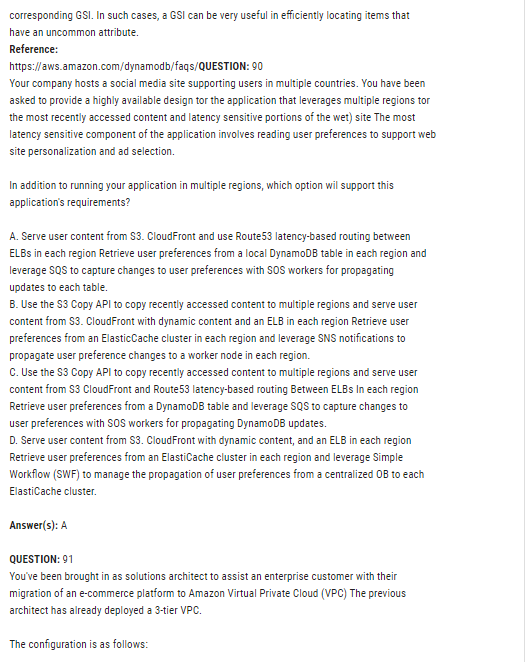 corresponding GSI. In such cases, a GSI can be very useful in efficiently locating items that
have an uncommon attribute.
Reference:
https://aws.amazon.com/dynamodb/faqs/QUESTION: 90
Your company hosts a social media site supporting users in multiple countries. You have been
asked to provide a highly available design tor the application that leverages multiple regions tor
the most recently accessed content and latency sensitive portions of the wet) site The most
latency sensitive component of the application involves reading user preferences to support web
site personalization and ad selection.
In addition to running your application in multiple regions, which option wil support this
application's requirements?
A. Serve user content from S3. CloudFront and use Route53 latency-based routing between
ELBs in each region Retrieve user preferences from a local DynamoDB table in each region and
leverage SQS to capture changes to user preferences with SOS workers for propagating
updates to each table.
B. Use the S3 Copy API to copy recently accessed content to multiple regions and serve user
content from S3. CloudFront with dynamic content and an ELB in each region Retrieve user
preferences from an ElasticCache cluster in each region and leverage SNS notifications to
propagate user preference changes to a worker node in each region.
C. Use the S3 Copy API to copy recently accessed content to multiple regions and serve user
content from S3 CloudFront and Route53 latency-based routing Between ELBs In each region
Retrieve user preferences from a DynamoDB table and leverage SQS to capture changes to
user preferences with SOS workers for propagating DynamoDB updates.
D. Serve user content from S3. CloudFront with dynamic content, and an ELB in each region
Retrieve user preferences from an ElastiCache cluster in each region and leverage Simple
Workflow (SWF) to manage the propagation of user preferences from a centralized OB to each
ElastiCache cluster.
Answer(s): A
QUESTION: 91
You've been brought in as solutions architect to assist an enterprise customer with their
migration of an e-commerce platform to Amazon Virtual Private Cloud (VPC) The previous
architect has already deployed a 3-tier VPC.
The configuration is as follows: